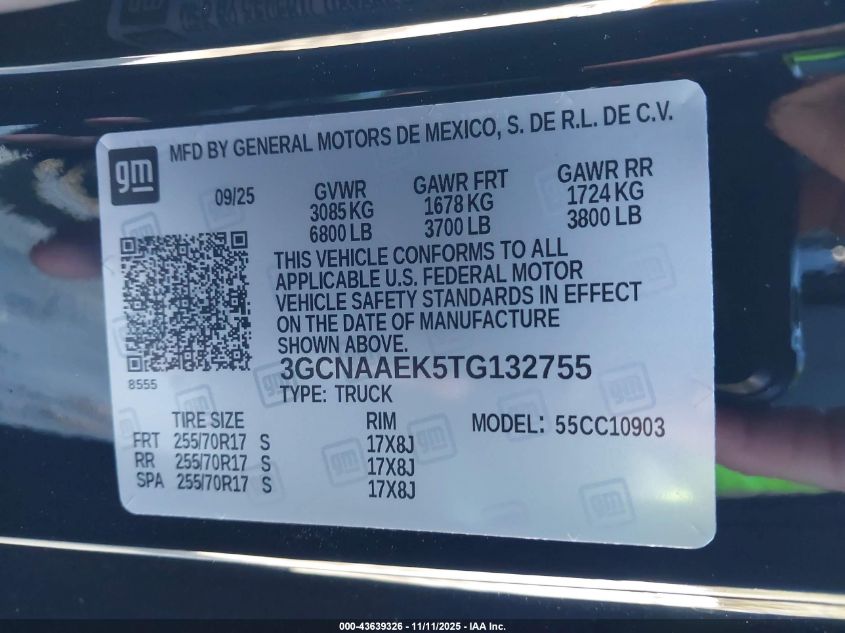 MFD BY GENERAL MOTORS DE MEXICO, S. DE R.L. DE C.V.
gm
09/25
GVWR GAWR FRT GAWR RR
3085 KG 1678 KG 1724 KG
6800 LB 3700 LB 3800 LB
THIS VEHICLE CONFORMS TO ALL
APPLICABLE U.S. FEDERAL MOTOR
VEHICLE SAFETY STANDARDS IN EFFECT
ON THE DATE OF MANUFACTURE
SHOWN ABOVE.
8555
3GCNAAEK5TG132755
TYPE: TRUCK
TIRE SIZE RIM MODEL: 55CC10903
FRT 255/70R17 S 17X8J
RR 255/70R17 S 17X8J
SPA 255/70R17 S 17X8J
000-43639326 - 11/11/2025 - IAA Inc.